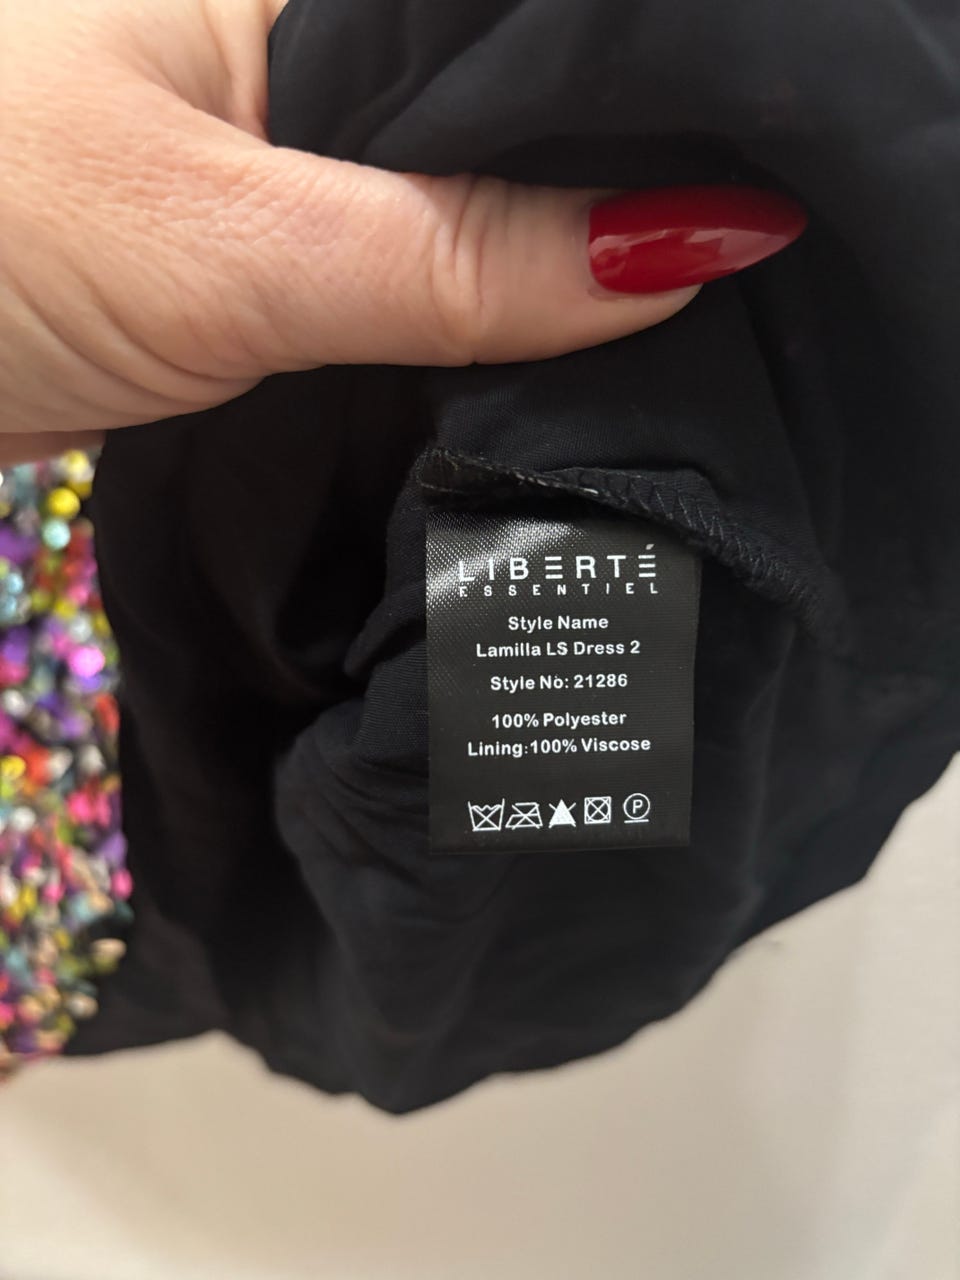 LIBERTÉ
ESSENTIEL
Style Name
Lamilla LS Dress 2
Style No: 21286
100% Polyester
Lining:100% Viscose
P